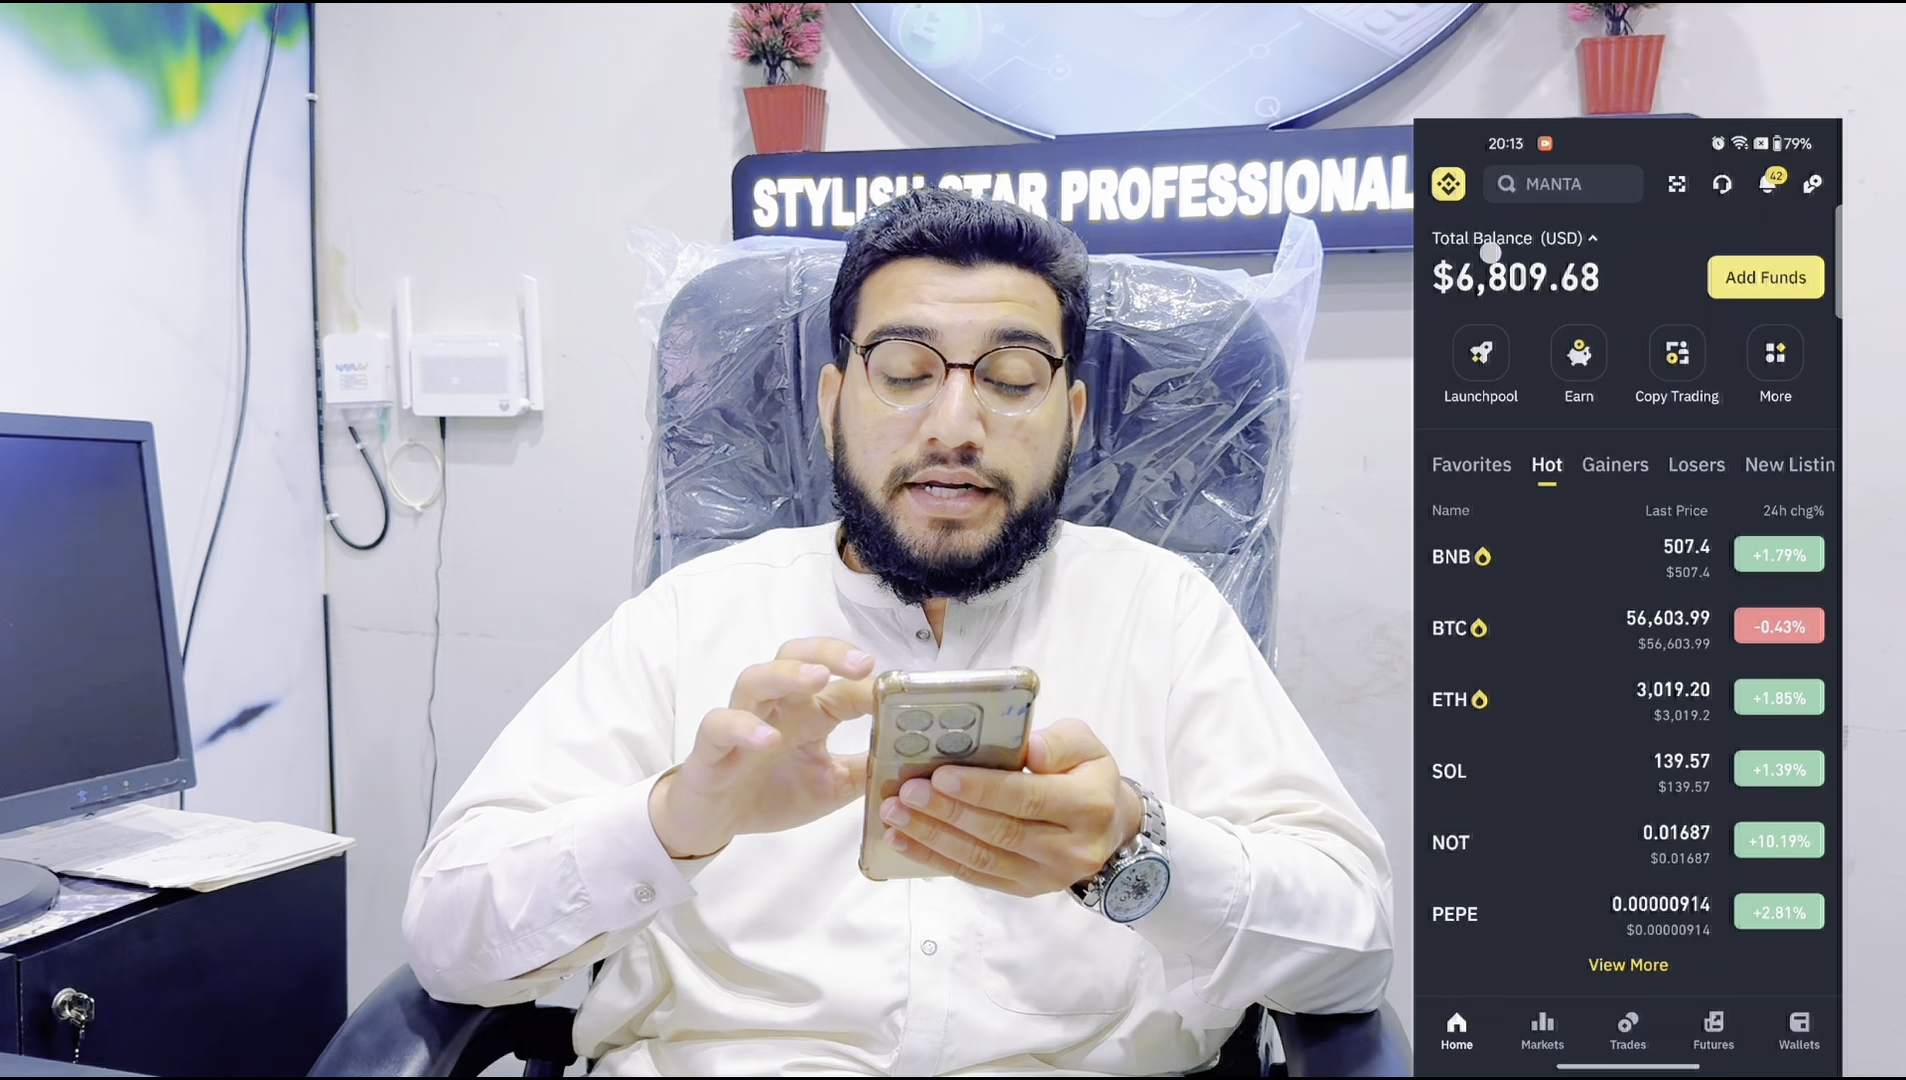 STYLISH STAR PROFESSIONAL
20:13
79%
MANTA
42
Total Balance (USD)
$6,809.68
Add Funds
Launchpool
Earn
Copy Trading
More
Favorites
Hot
Gainers
Losers
New Listin
Name
Last Price
24h chg%
BNB
507.4
+1.79%
$507.4
BTC
56,603.99
-0.43%
$56,603.99
ETH
3,019.20
+1.85%
$3,019.2
SOL
139.57
+1.39%
$139.57
NOT
0.01687
+10.19%
$0.01687
PEPE
0.00000914
+2.81%
$0.00000914
View More
Home
Markets
Trades
Futures
Wallets